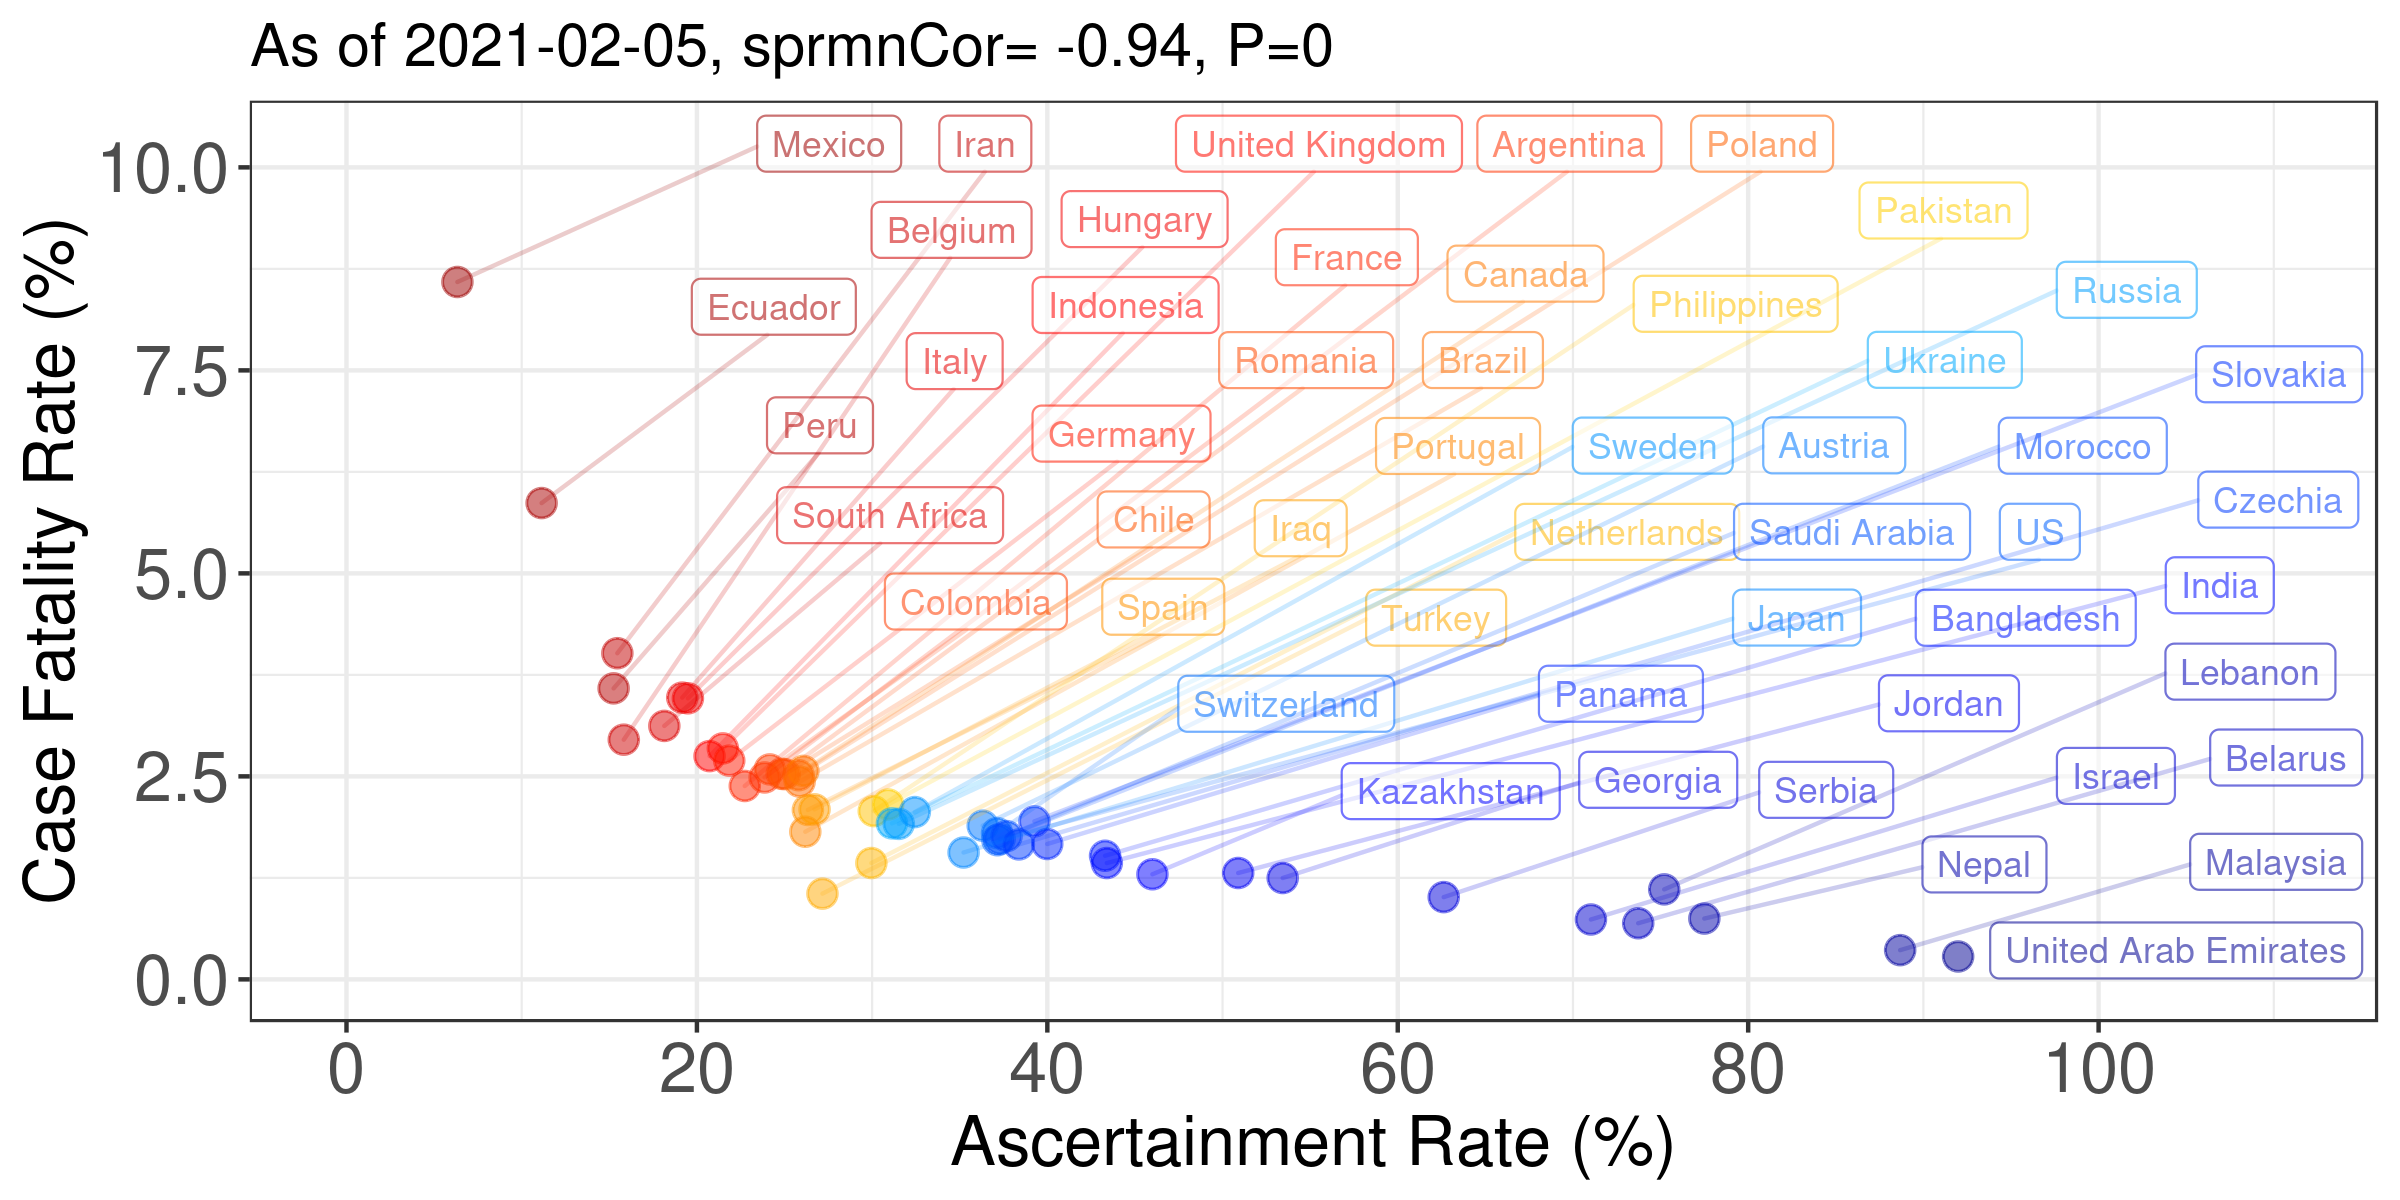 As of 2021-02-05, sprmnCor= -0.94, P=0
Case Fatality Rate (%)
10.0
7.5
5.0
2.5
0.0
Mexico
Iran
United Kingdom
Argentina
Poland
Pakistan
Hungary
Belgium
France
Canada
Russia
Ecuador
Indonesia
Philippines
Italy
Romania
Brazil
Ukraine
Slovakia
Peru
Germany
Portugal
Sweden
Austria
Morocco
South Africa
Chile
Iraq
Netherlands
Saudi Arabia
US
Czechia
India
Colombia
Spain
Turkey
Japan
Bangladesh
Lebanon
Switzerland
Panama
Jordan
Kazakhstan
Georgia
Serbia
Israel
Belarus
Nepal
Malaysia
United Arab Emirates
0
20
40
60
80
100
Ascertainment Rate (%)